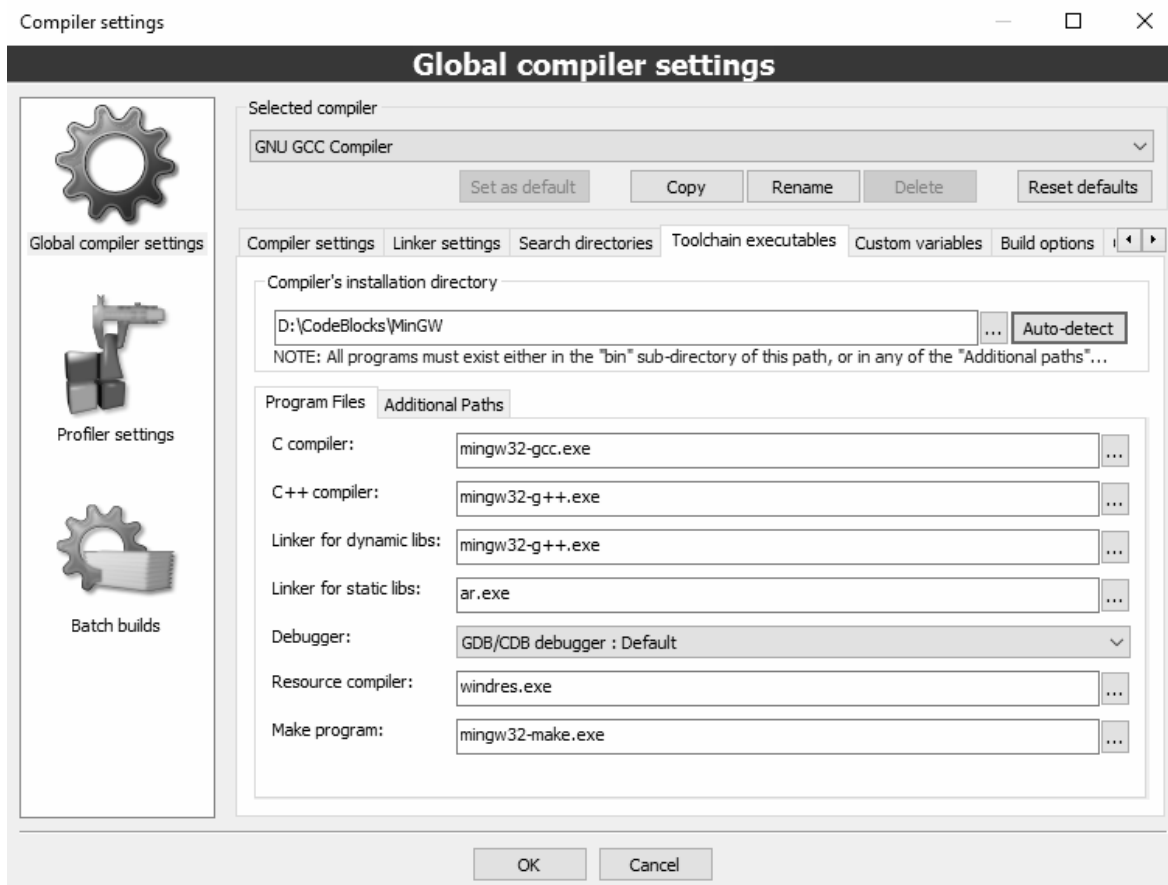 Compiler settings
Global compiler settings
Global compiler settings
Profiler settings
Batch builds
Selected compiler
GNU GCC Compiler
Set as default Copy Rename Delete Reset defaults
Compiler settings Linker settings Search directories Toolchain executables Custom variables Build options
Compiler's installation directory
D:\CodeBlocks\MinGW ... Auto-detect
NOTE: All programs must exist either in the "bin" sub-directory of this path, or in any of the "Additional paths"...
Program Files Additional Paths
C compiler: mingw32-gcc.exe ...
C++ compiler: mingw32-g++.exe ...
Linker for dynamic libs: mingw32-g++.exe ...
Linker for static libs: ar.exe ...
Debugger: GDB/CDB debugger : Default
Resource compiler: windres.exe ...
Make program: mingw32-make.exe ...
OK Cancel